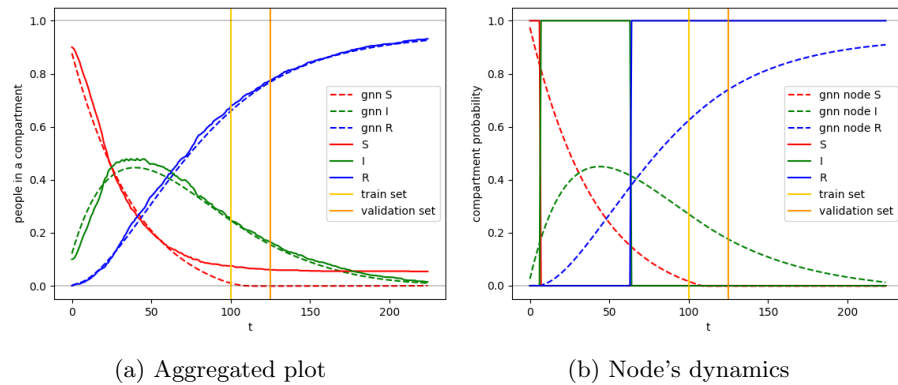 people in a compartment
1.0
0.8
0.6
0.4
0.2
0.0
gnn S
gnn I
gnn R
S
I
R
train set
validation set
0 50 100 150 200
t
(a) Aggregated plot
compartment probability
1.0
0.8
0.6
0.4
0.2
0.0
gnn node S
gnn node I
gnn node R
S
I
R
train set
validation set
0 50 100 150 200
t
(b) Node's dynamics